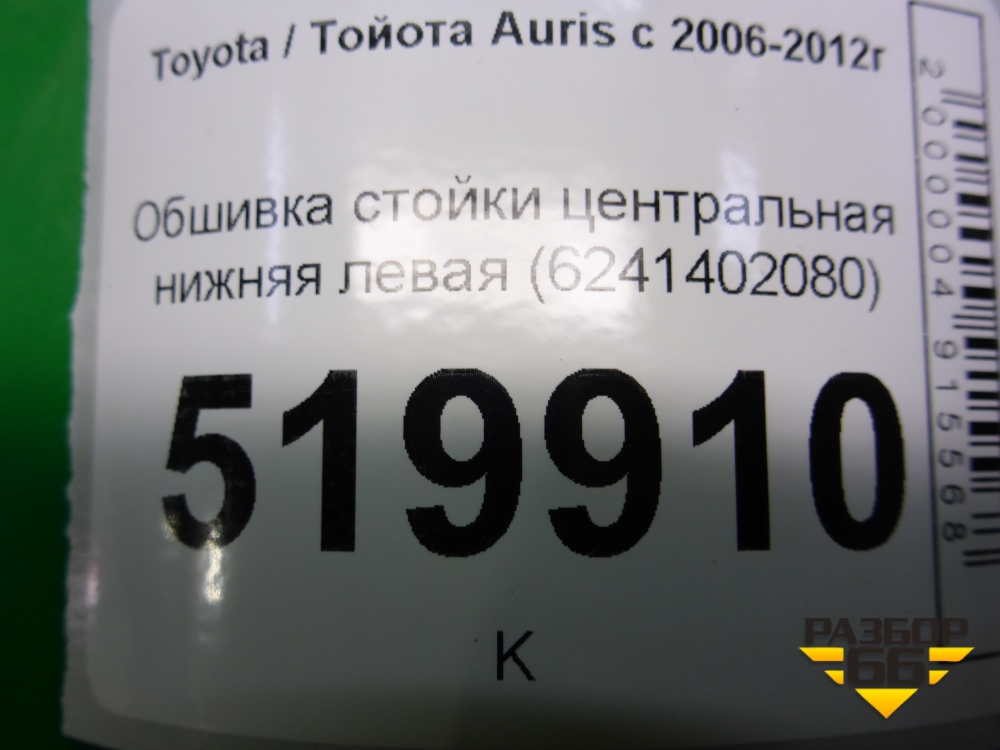 Toyota / Тойота Auris с 2006-2012г
Обшивка стойки центральная
нижняя левая (6241402080)
519910
К
2000004915568
РАЗБОР
66